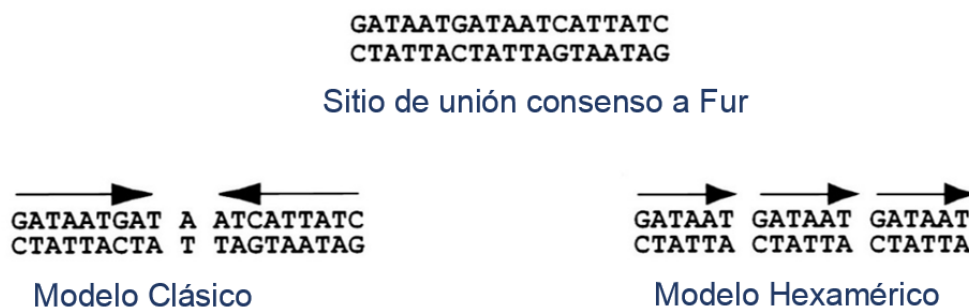 GATAATGATAATCATTATC
CTATTACTATTAGTAATAG
Sitio de unión consenso a Fur
GATAATGAT A ATCATTATC
CTATTACTA T TAGTAATAG
Modelo Clásico
GATAAT GATAAT GATAAT
CTATTA CTATTA CTATTA
Modelo Hexamérico